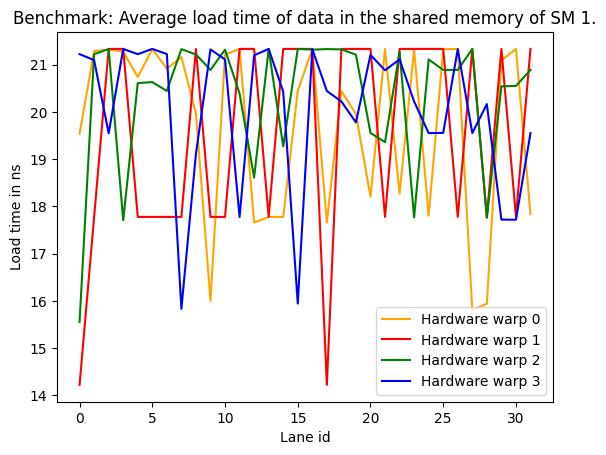 Benchmark: Average load time of data in the shared memory of SM 1.
Load time in ns
21
20
19
18
17
16
15
14
0
5
10
15
20
25
30
Lane id
Hardware warp 0
Hardware warp 1
Hardware warp 2
Hardware warp 3